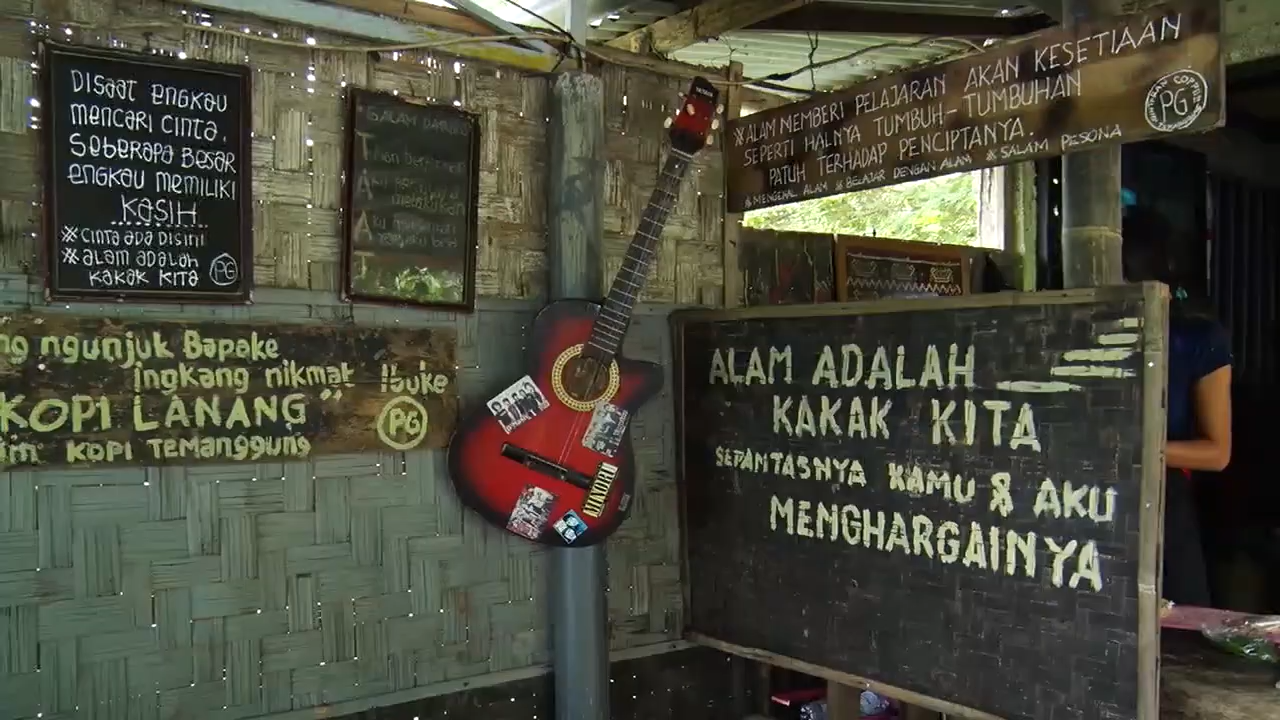 DISAAT ENGKAU
MENCARI CINTA,
SEBERAPA BESAR
ENGKAU MEMILIKI
KASIH
#CINTA ADA DISINI
#ALAM ADALAH
KAKAK KITA
PG
SALAM DAMAI
ng ngunjuk Bapake
ingkang nikmat Ibuke
KOPI LANANG"
KOPI TEMANGGUNG
PG
#ALAM MEMBERI PELAJARAN AKAN KESETIAAN
SEPERTI HALNYA TUMBUH-TUMBUHAN
PATUH TERHADAP PENCIPTANYA.
#MENGENAL ALAM # BELAJAR DENGAN ALAM # SALAM PESONA
PG
ALAM ADALAH
KAKAK KITA
SEPANTASNYA KAMU & AKU
MENGHARGAINYA